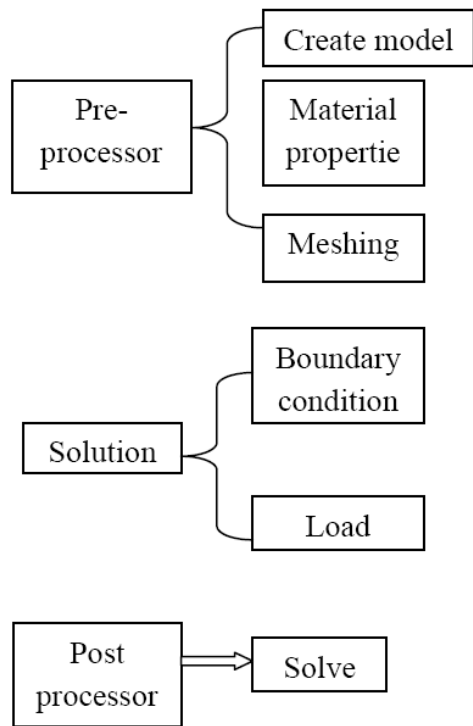 Create model
Pre-
processor
Material
propertie
Meshing
Boundary
condition
Solution
Load
Post
processor
Solve